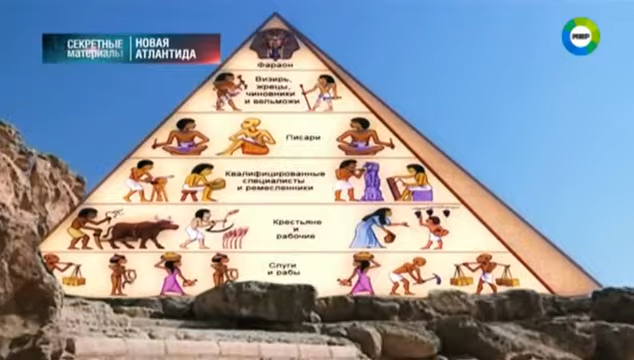 СЕКРЕТНЫЕ
материалы
НОВАЯ
АТЛАНТИДА
МИР
Фараон
Визирь,
жрецы,
чиновники
и вельможи
Писари
Квалифицированные
специалисты
и ремесленники
Крестьяне
и
рабочие
Слуги
и рабы